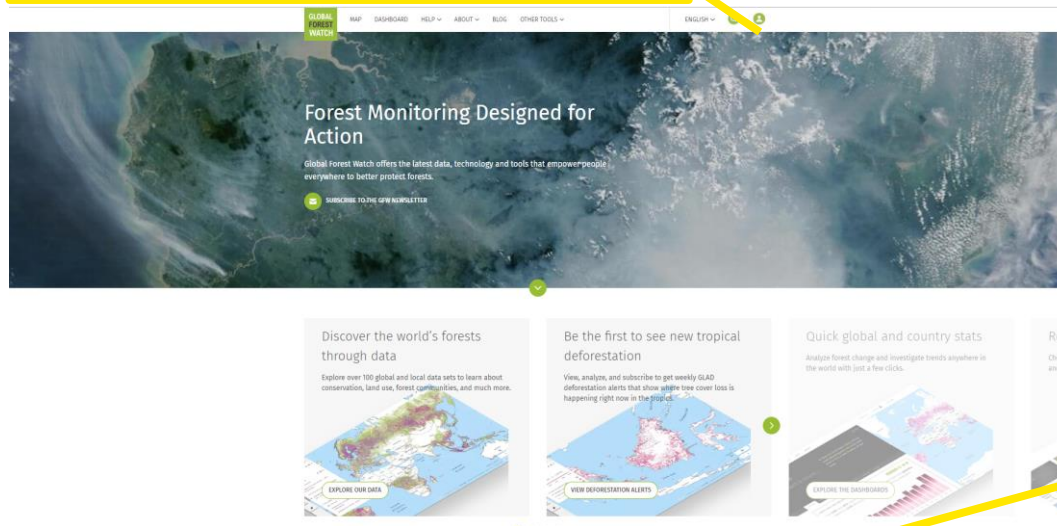 GLOBAL
FOREST
WATCH
MAP DASHBOARD HELP ABOUT BLOG OTHER TOOLS
ENGLISH
Forest Monitoring Designed for
Action
Global Forest Watch offers the latest data, technology and tools that empower people
everywhere to better protect forests.
SUBSCRIBE TO THE GFW NEWSLETTER
Discover the world's forests
through data
Explore over 100 global and local data sets to learn about
conservation, land use, forest communities, and much more.
EXPLORE OUR DATA
Be the first to see new tropical
deforestation
View, analyze, and subscribe to get weekly GLAD
deforestation alerts that show where tree cover loss is
happening right now in the tropics.
VIEW DEFORESTATION ALERTS
Quick global and country stats
Analyze forest change and investigate trends anywhere in
the world with just a few clicks.
EXPLORE THE DASHBOARDS